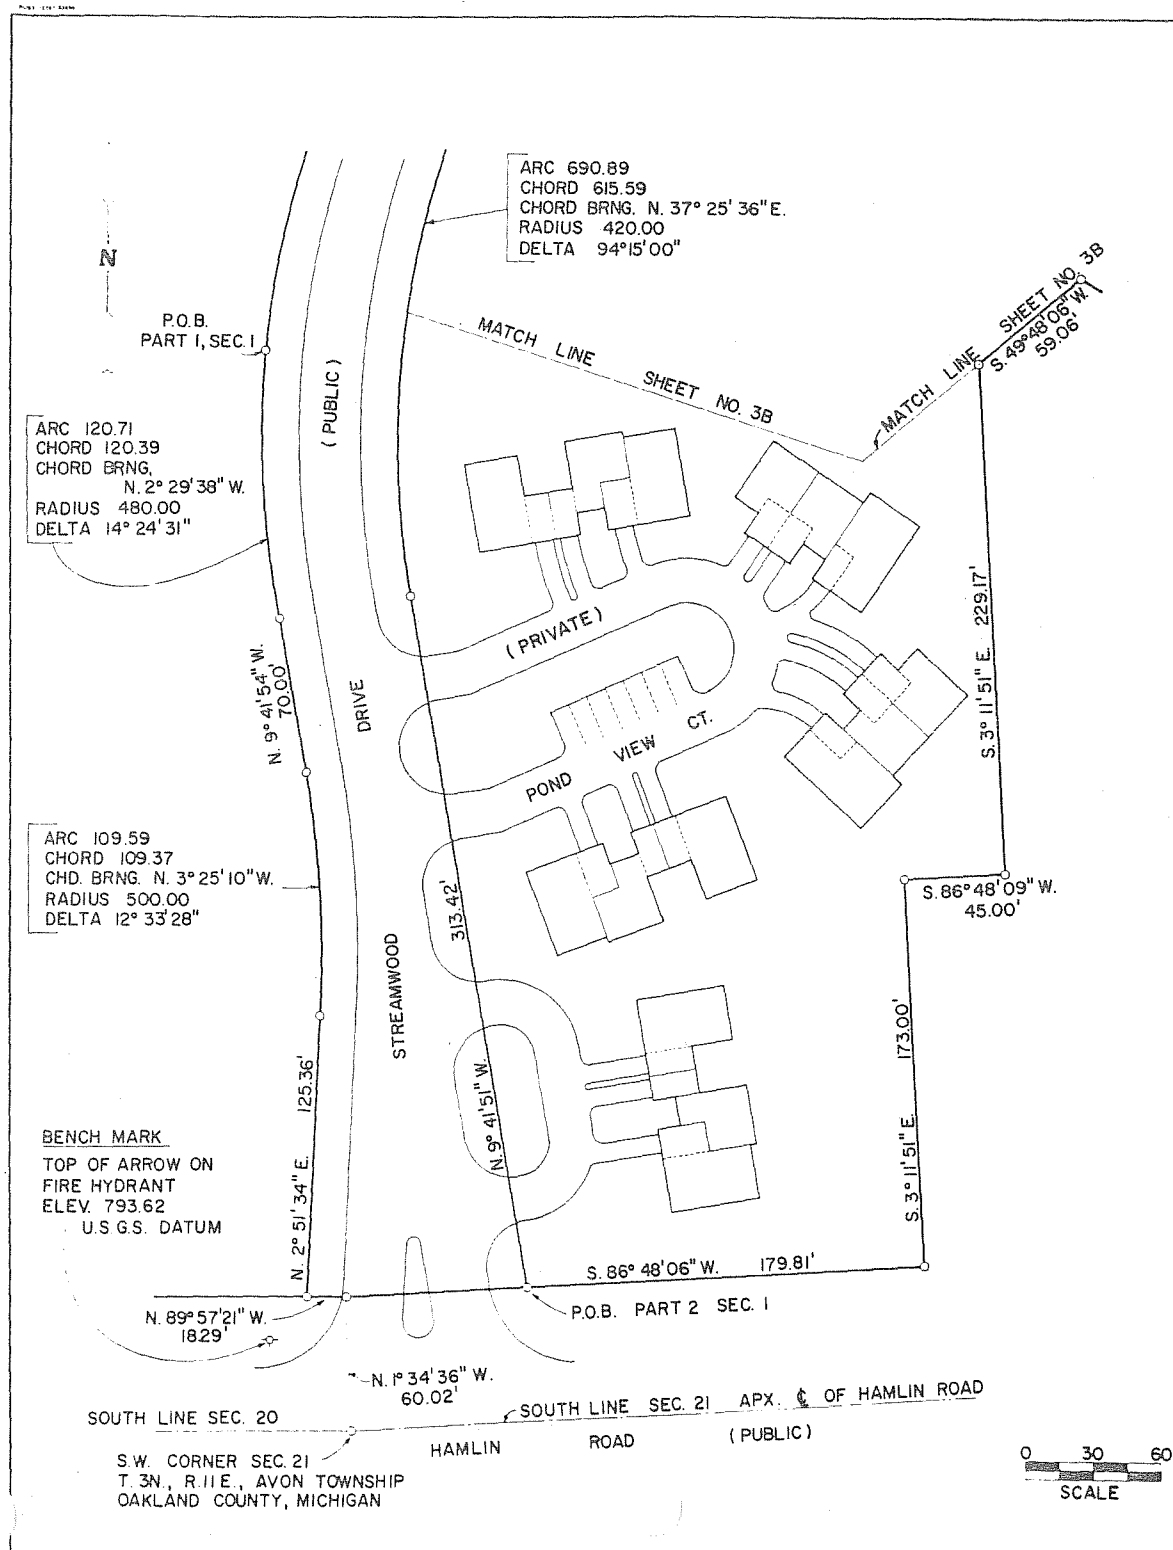 ARC 690.89
CHORD 615.59
CHORD BRNG. N. 37° 25' 36" E.
RADIUS 420.00
DELTA 94°15'00"
N
P.O.B.
PART 1, SEC. 1
(PUBLIC)
MATCH LINE SHEET NO. 3B
MATCH LINE SHEET NO. 3B
S. 49°48'06" W.
59.06'
ARC 120.71
CHORD 120.39
CHORD BRNG,
N. 2° 29'38" W.
RADIUS 480.00
DELTA 14° 24'31"
S. 3° 11'51" E. 229.17'
(PRIVATE)
N. 9° 41'54" W.
70.00'
DRIVE
POND VIEW CT.
ARC 109.59
CHORD 109.37
CHD. BRNG. N. 3° 25'10" W.
RADIUS 500.00
DELTA 12° 33'28"
S. 86° 48'09" W.
45.00'
313.42'
STREAMWOOD
N. 9° 41'51" W.
173.00'
S. 3° 11'51" E.
125.36'
N. 2° 51'34" E.
BENCH MARK
TOP OF ARROW ON
FIRE HYDRANT
ELEV. 793.62
U.S.G.S. DATUM
S. 86° 48'06" W. 179.81'
P.O.B. PART 2 SEC. 1
N. 89°57'21" W.
18.29'
N. 1° 34'36" W.
60.02'
SOUTH LINE SEC. 20
SOUTH LINE SEC. 21 APX. ℄ OF HAMLIN ROAD
HAMLIN ROAD (PUBLIC)
S.W. CORNER SEC. 21
T. 3N., R. 11 E., AVON TOWNSHIP
OAKLAND COUNTY, MICHIGAN
0 30 60
SCALE